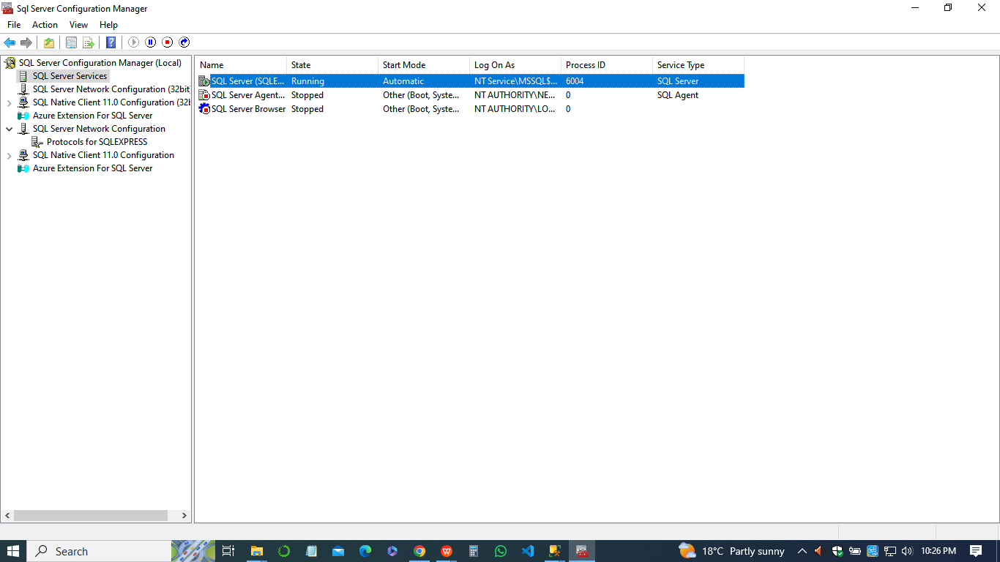 Sql Server Configuration Manager
File Action View Help
SQL Server Configuration Manager (Local)
SQL Server Services
SQL Server Network Configuration (32bit
SQL Native Client 11.0 Configuration (32b
Azure Extension For SQL Server
SQL Server Network Configuration
Protocols for SQLEXPRESS
SQL Native Client 11.0 Configuration
Azure Extension For SQL Server
Name State Start Mode Log On As Process ID Service Type
SQL Server (SQLE... Running Automatic NT Service\MSSQL$... 6004 SQL Server
SQL Server Agent... Stopped Other (Boot, Syste... NT AUTHORITY\NE... 0 SQL Agent
SQL Server Browser Stopped Other (Boot, Syste... NT AUTHORITY\LO... 0
Search 18°C Partly sunny 10:26 PM